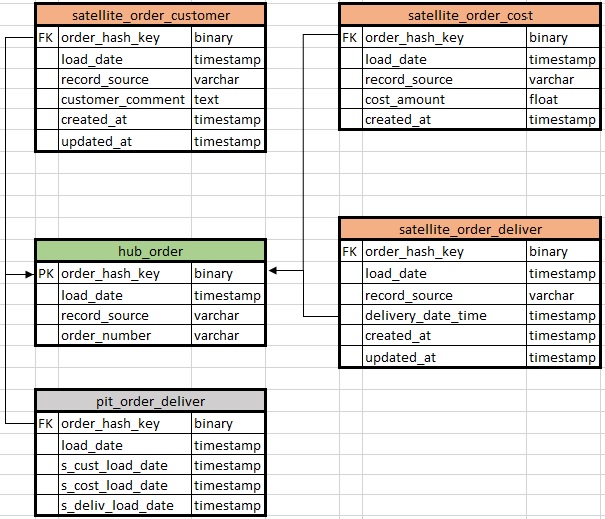 satellite_order_customer
FK order_hash_key binary
load_date timestamp
record_source varchar
customer_comment text
created_at timestamp
updated_at timestamp
satellite_order_cost
FK order_hash_key binary
load_date timestamp
record_source varchar
cost_amount float
created_at timestamp
hub_order
PK order_hash_key binary
load_date timestamp
record_source varchar
order_number varchar
satellite_order_deliver
FK order_hash_key binary
load_date timestamp
record_source varchar
delivery_date_time timestamp
created_at timestamp
updated_at timestamp
pit_order_deliver
FK order_hash_key binary
load_date timestamp
s_cust_load_date timestamp
s_cost_load_date timestamp
s_deliv_load_date timestamp